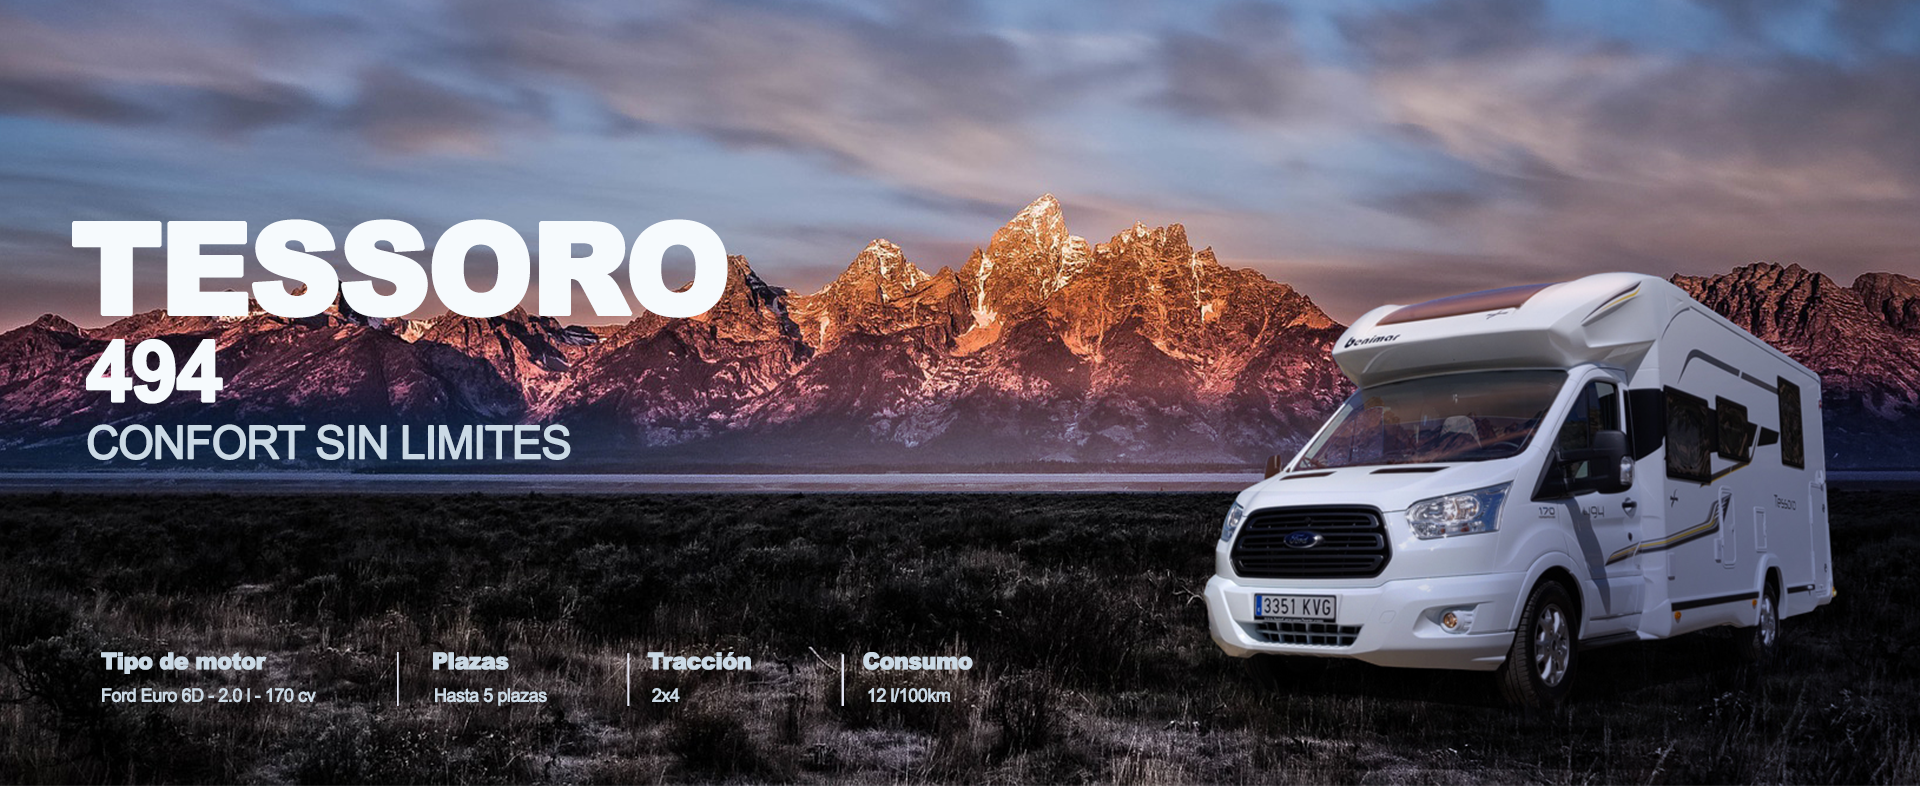 TESSORO
494
CONFORT SIN LIMITES
benimar
170
494
Tessoro
Ford
3351 KVG
Tipo de motor
Ford Euro 6D - 2.0 l - 170 cv
Plazas
Hasta 5 plazas
Tracción
2x4
Consumo
12 l/100km